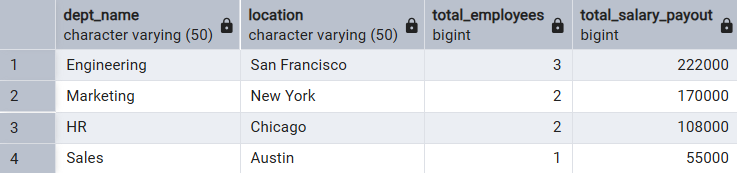 dept_name location total_employees total_salary_payout
character varying (50) character varying (50) bigint bigint
1 Engineering San Francisco 3 222000
2 Marketing New York 2 170000
3 HR Chicago 2 108000
4 Sales Austin 1 55000